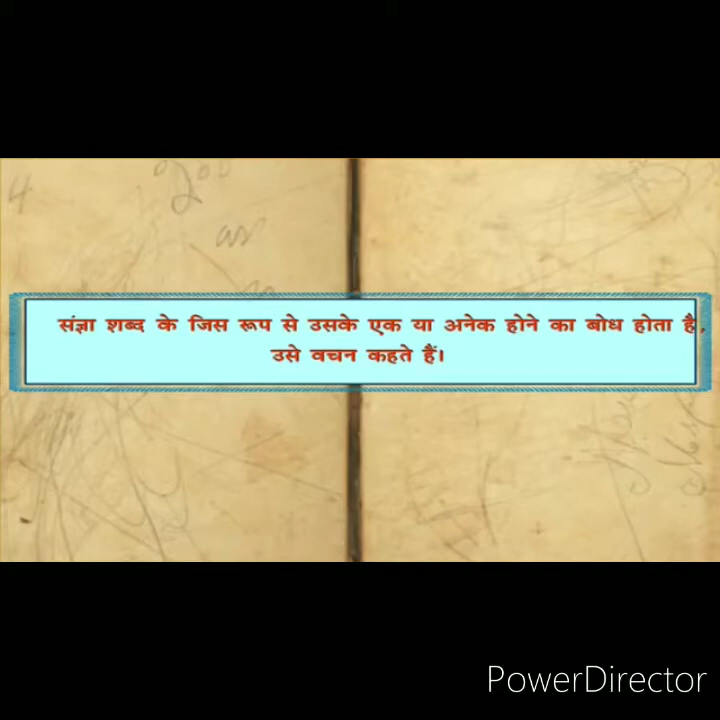 संज्ञा शब्द के जिस रूप से उसके एक या अनेक होने का बोध होता है,
उसे वचन कहते हैं।
PowerDirector